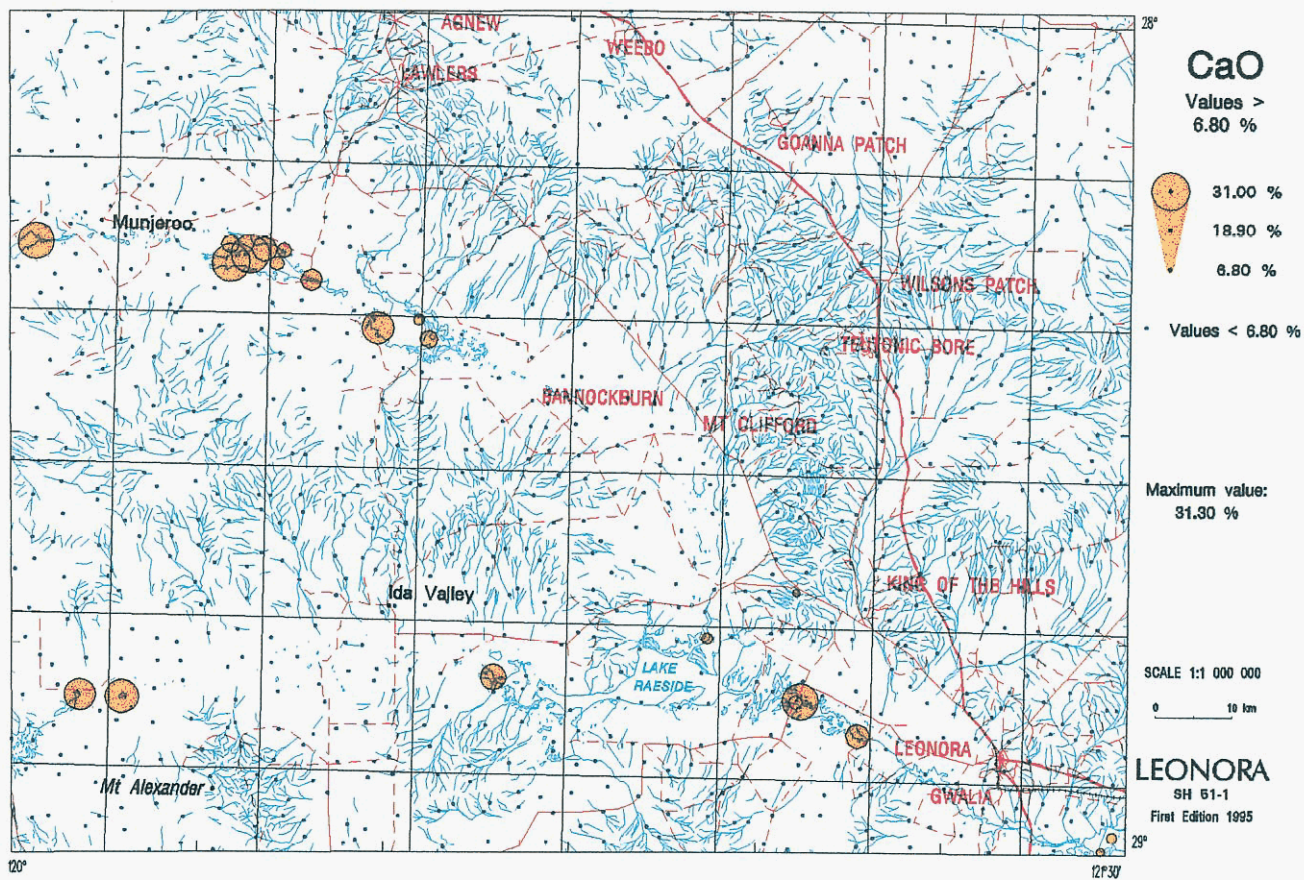 AGNEW
WEEBO
LAWLERS
GOANNA PATCH
Munjeroo
WILSONS PATCH
TEUTONIC BORE
BANNOCKBURN
MT CLIFFORD
Ida Valley
KING OF THE HILLS
LAKE
RAESIDE
LEONORA
Mt Alexander
GWALIA
28°
29°
120°
121°30'
CaO
Values >
6.80 %
31.00 %
18.90 %
6.80 %
Values < 6.80 %
Maximum value:
31.30 %
SCALE 1:1 000 000
0 10 km
LEONORA
SH 51-1
First Edition 1995